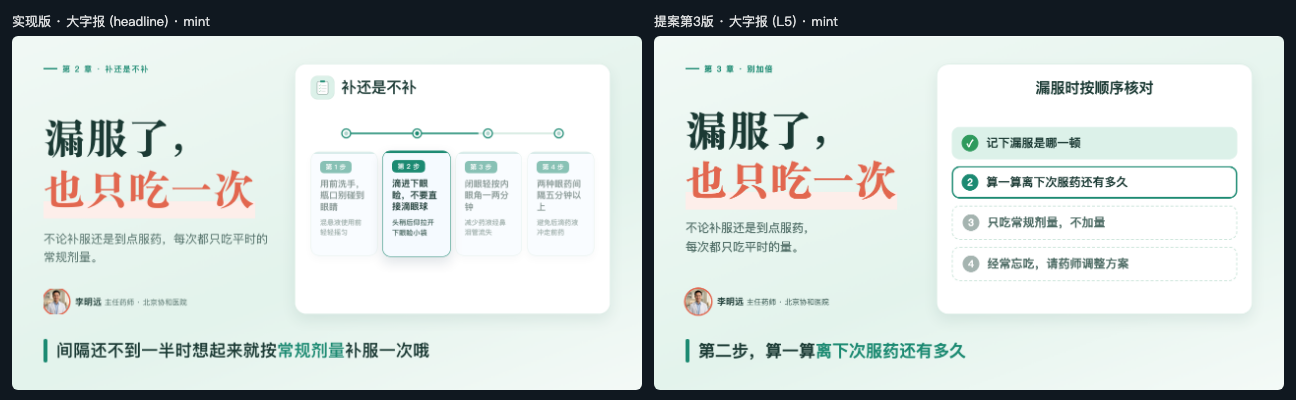 实现版 · 大字报 (headline) · mint
第 2 章 · 补还是不补
漏服了，
也只吃一次
不论补服还是到点服药，每次都只吃平时的
常规剂量。
李明远 主任药师 · 北京协和医院
补还是不补
第 1 步
用前洗手，
瓶口别碰到
眼睛
混悬液使用前
轻轻摇匀
第 2 步
滴进下眼
睑，不要直
接滴眼球
头稍后仰拉开
下眼睑小袋
第 3 步
闭眼轻按内
眼角一两分
钟
减少药液经鼻
泪管流失
第 4 步
两种眼药间
隔五分钟以
上
避免后滴药液
冲走前药
间隔还不到一半时想起来就按常规剂量补服一次哦
提案第3版 · 大字报 (L5) · mint
第 3 章 · 别加倍
漏服了，
也只吃一次
不论补服还是到点服药，
每次都只吃平时的量。
李明远 主任药师 · 北京协和医院
漏服时按顺序核对
记下漏服是哪一顿
2 算一算离下次服药还有多久
3 只吃常规剂量，不加量
4 经常忘吃，请药师调整方案
第二步，算一算离下次服药还有多久